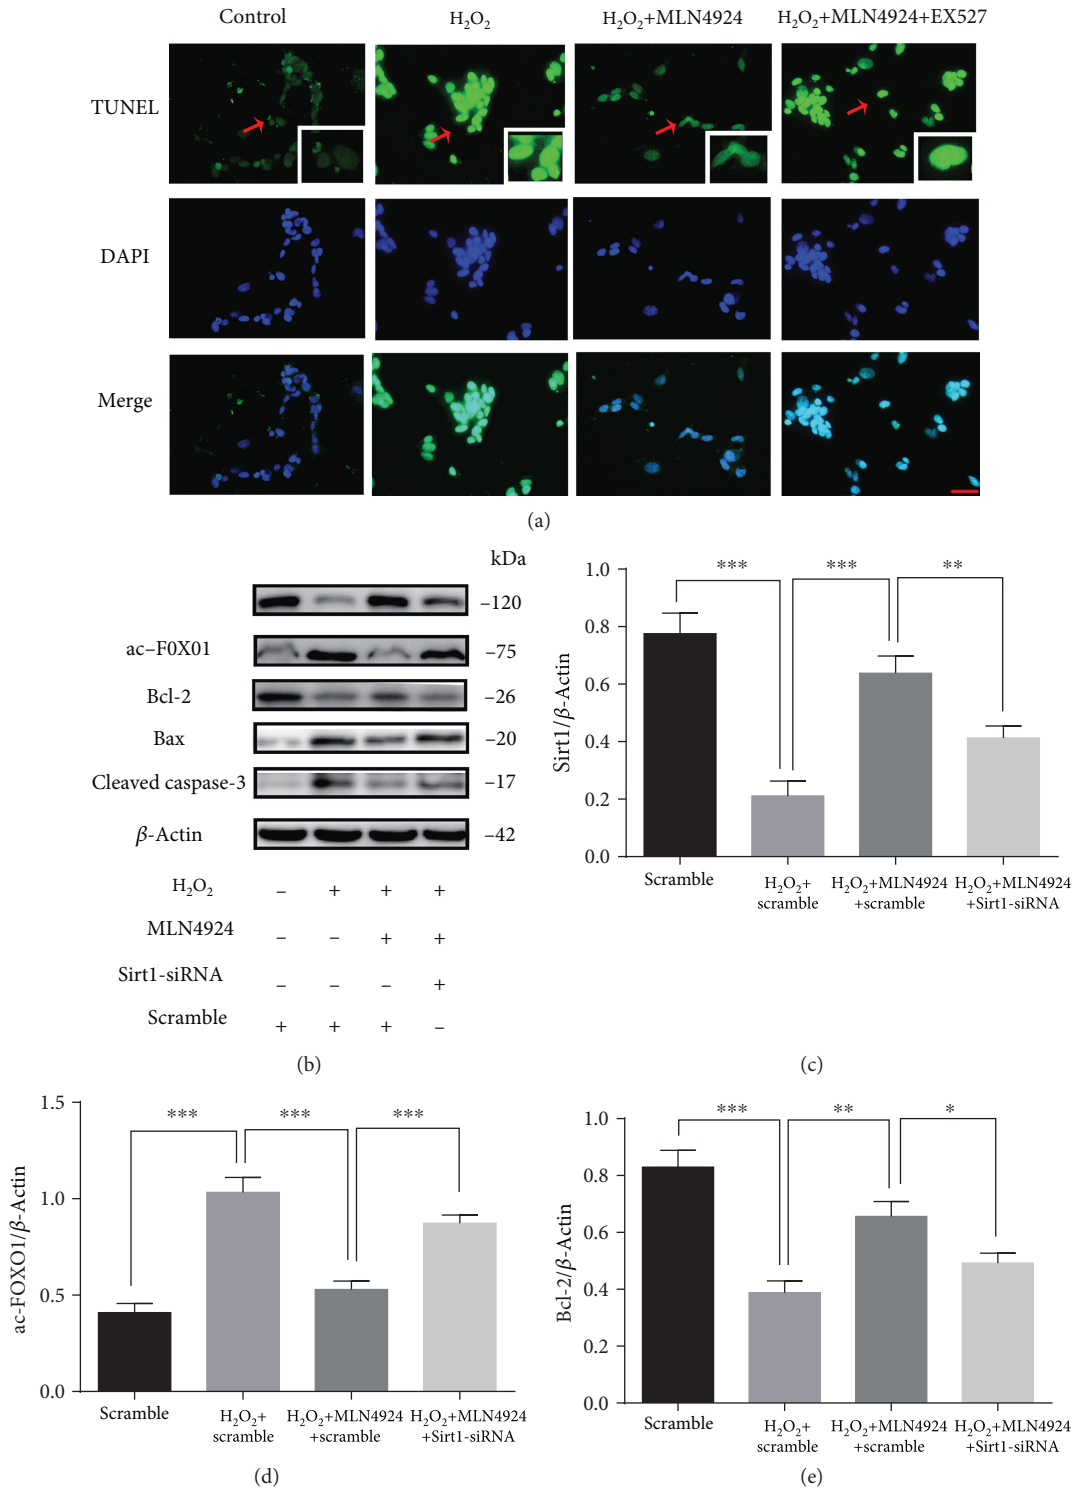 Control
H₂O₂
H₂O₂+MLN4924
H₂O₂+MLN4924+EX527
TUNEL
DAPI
Merge
(a)
kDa
–120
ac–F0X01
–75
Bcl-2
–26
Bax
–20
Cleaved caspase-3
–17
β-Actin
–42
H₂O₂
– + + +
MLN4924
– – + +
Sirt1-siRNA
– – – +
Scramble
+ + + –
(b)
Sirt1/β-Actin
1.0
0.8
0.6
0.4
0.2
0.0
*** *** **
Scramble
H₂O₂+
scramble
H₂O₂+MLN4924
+scramble
H₂O₂+MLN4924
+Sirt1-siRNA
(c)
ac-FOXO1/β-Actin
1.5
1.0
0.5
0.0
*** *** ***
Scramble
H₂O₂+
scramble
H₂O₂+MLN4924
+scramble
H₂O₂+MLN4924
+Sirt1-siRNA
(d)
Bcl-2/β-Actin
1.0
0.8
0.6
0.4
0.2
0.0
*** ** *
Scramble
H₂O₂+
scramble
H₂O₂+MLN4924
+scramble
H₂O₂+MLN4924
+Sirt1-siRNA
(e)